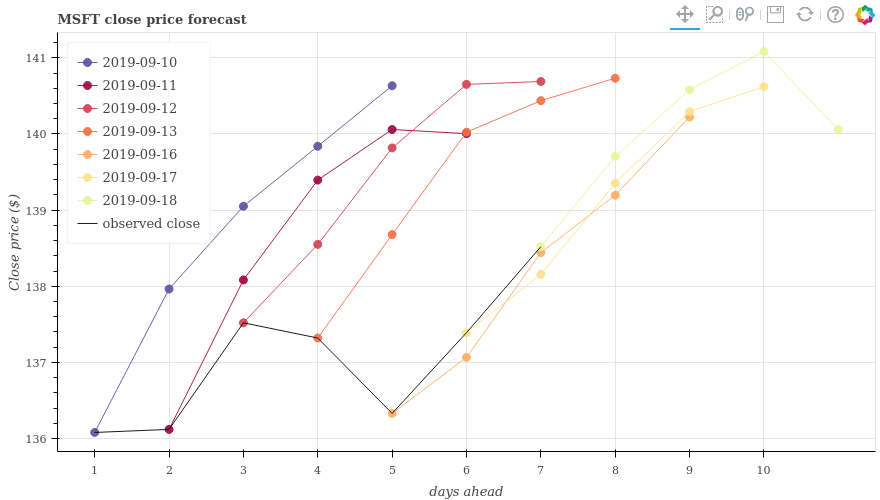 MSFT close price forecast
2019-09-10
2019-09-11
2019-09-12
2019-09-13
2019-09-16
2019-09-17
2019-09-18
observed close
Close price ($)
141
140
139
138
137
136
1 2 3 4 5 6 7 8 9 10
days ahead